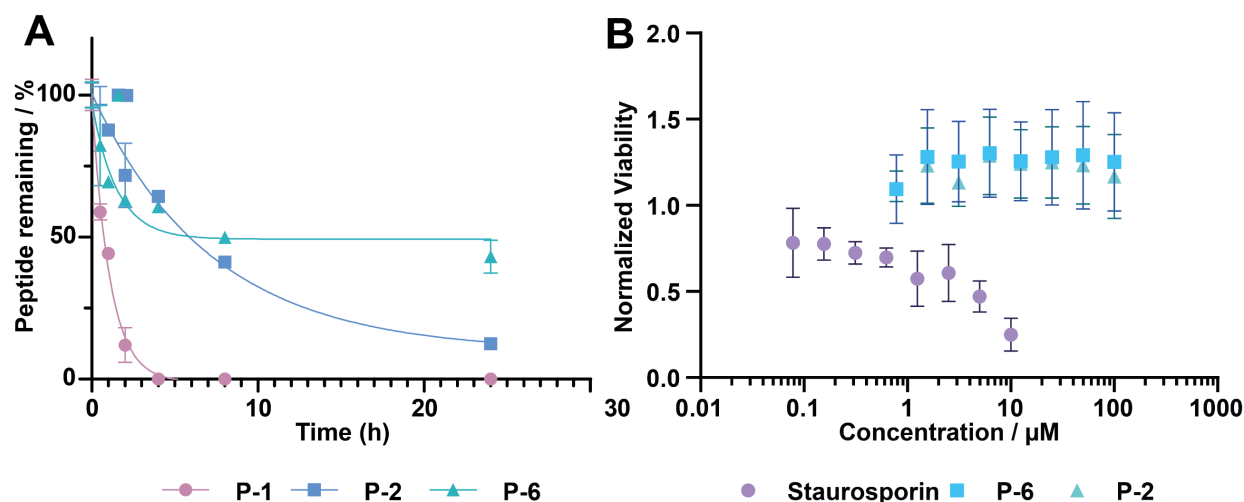 A
Peptide remaining / %
100
50
0
0
10
20
30
Time (h)
P-1
P-2
P-6
B
Normalized Viability
2.0
1.5
1.0
0.5
0.0
0.01
0.1
1
10
100
1000
Concentration / µM
Staurosporin
P-6
P-2